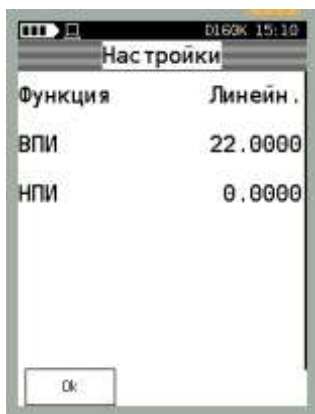 D160K 15:10
Настройки
Функция Линейн.
ВПИ 22.0000
НПИ 0.0000
Ok